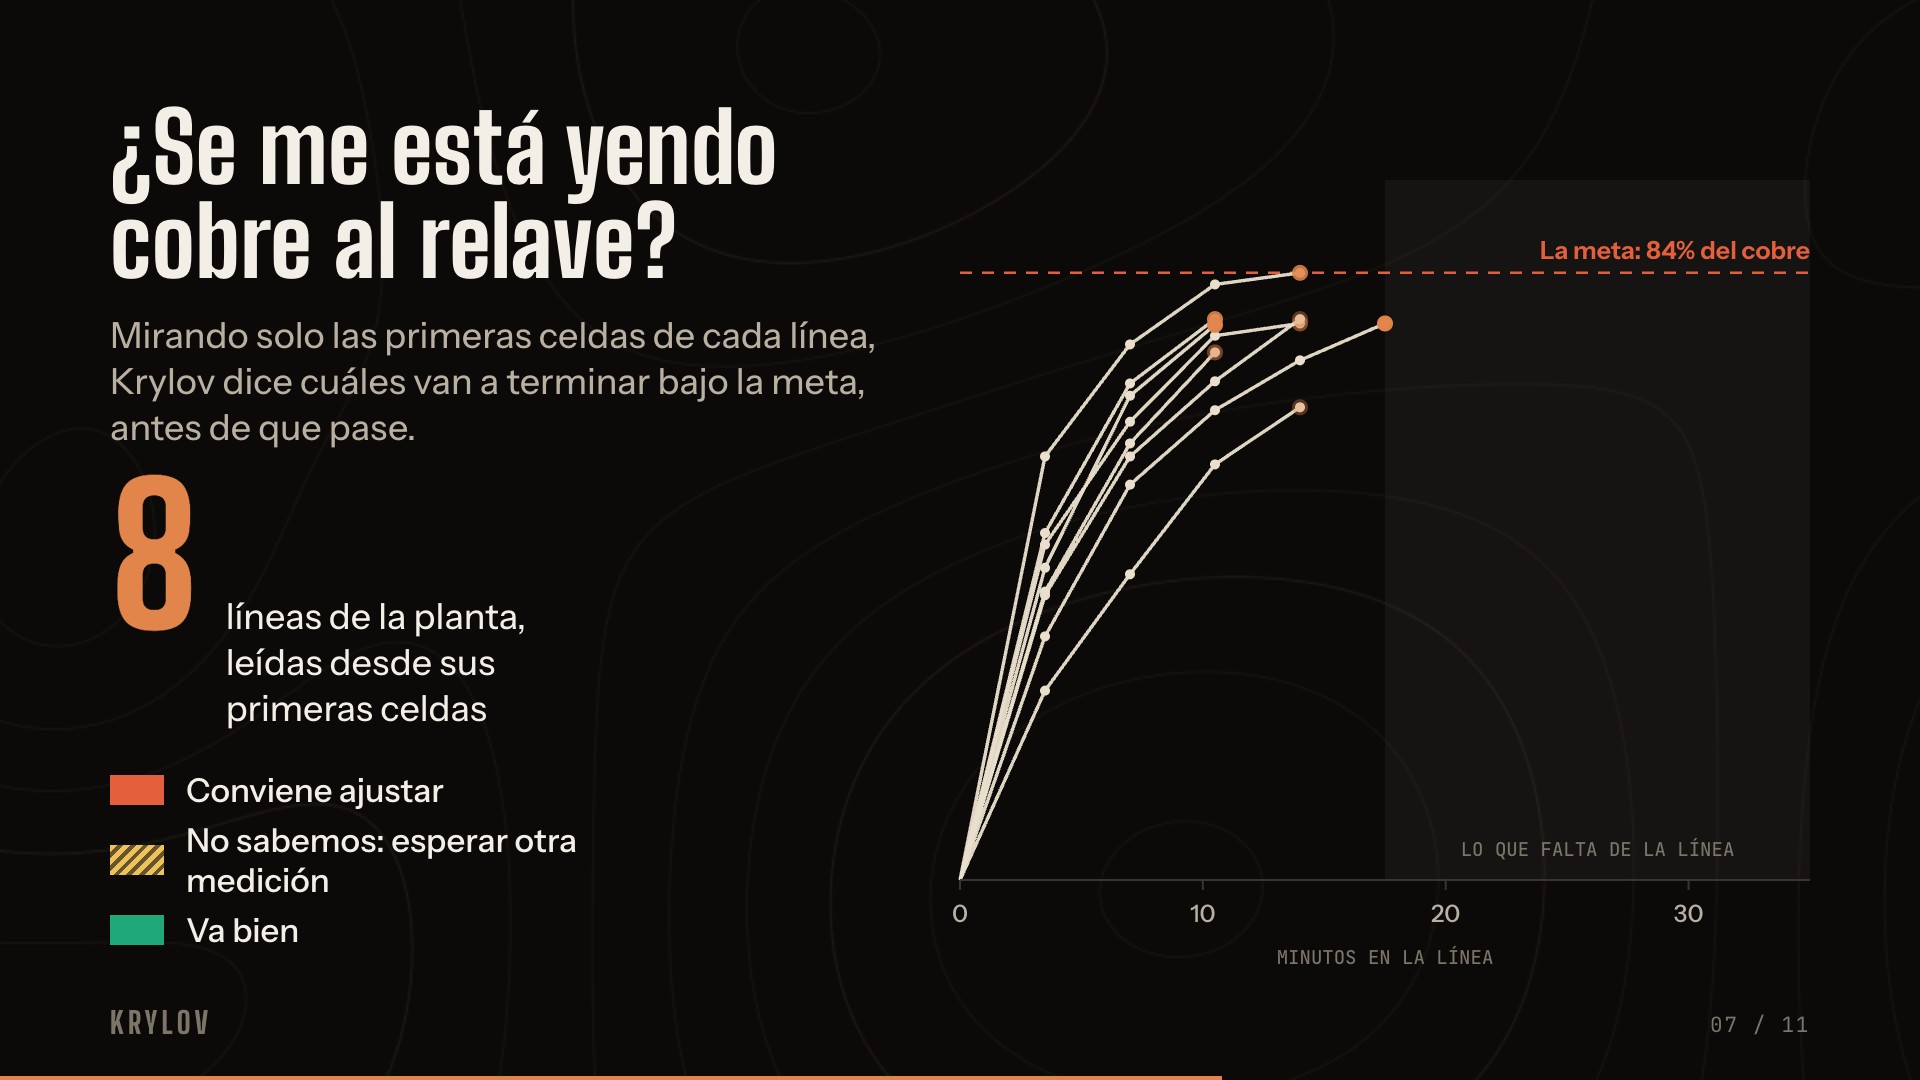 ¿Se me está yendo
cobre al relave?
Mirando solo las primeras celdas de cada línea,
Krylov dice cuáles van a terminar bajo la meta,
antes de que pase.
8
líneas de la planta,
leídas desde sus
primeras celdas
Conviene ajustar
No sabemos: esperar otra
medición
Va bien
La meta: 84% del cobre
LO QUE FALTA DE LA LÍNEA
0 10 20 30
MINUTOS EN LA LÍNEA
KRYLOV
07 / 11